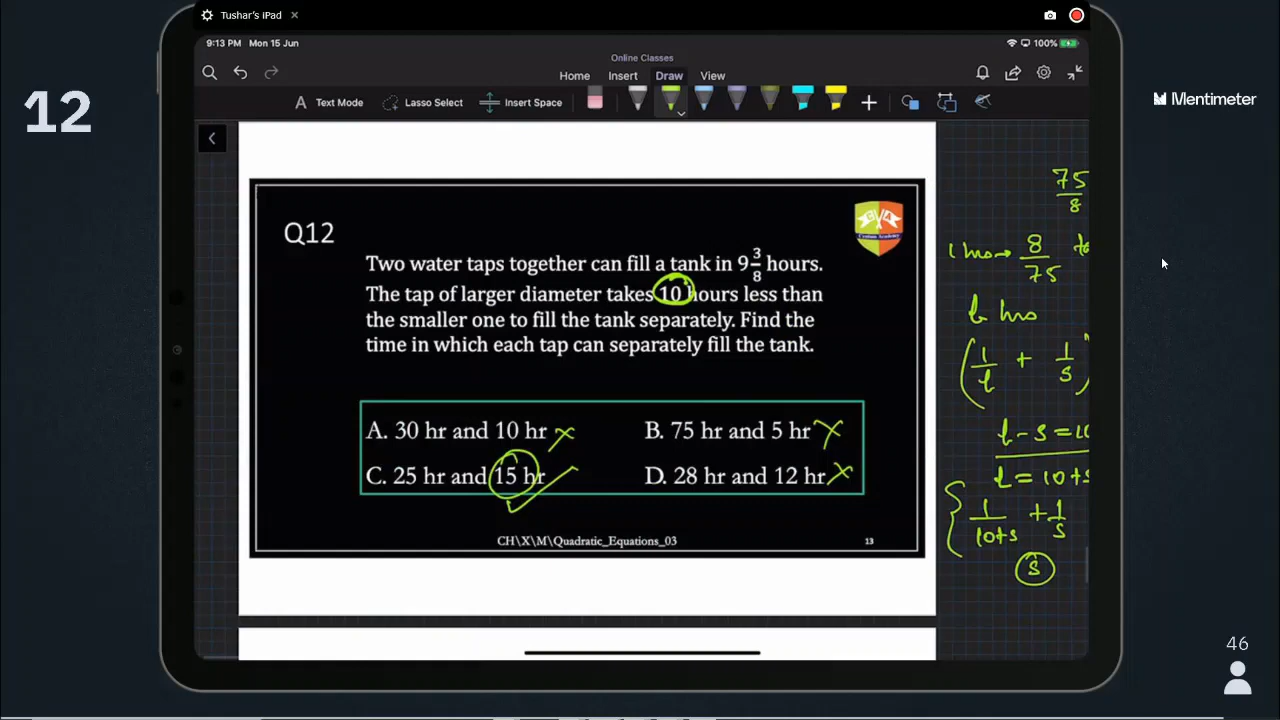 Tushar's iPad ×
9:13 PM Mon 15 Jun
100%
Online Classes
Home Insert Draw View
Text Mode Lasso Select Insert Space
12
Mentimeter
Q12
Two water taps together can fill a tank in 9 3/8 hours.
The tap of larger diameter takes 10 hours less than
the smaller one to fill the tank separately. Find the
time in which each tap can separately fill the tank.
A. 30 hr and 10 hr ×
B. 75 hr and 5 hr ×
C. 25 hr and 15 hr
D. 28 hr and 12 hr ×
CH\X\M\Quadratic_Equations_03
13
75/8
1 hr → 8/75
l hrs
(1/l + 1/s)
l - s = 10
l = 10+s
{ 1/10+s + 1/s
s
46